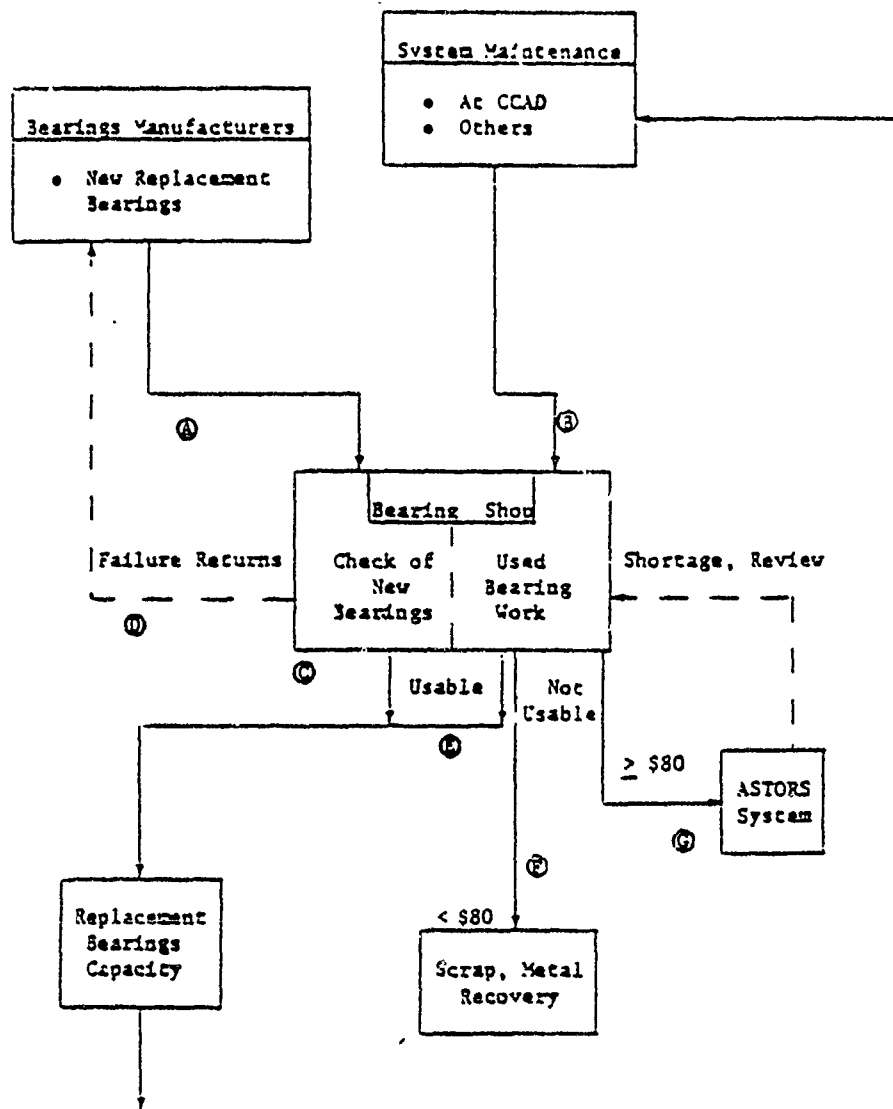 System Maintenance
• At CCAD
• Others
Bearings Manufacturers
• New Replacement
Bearings
Ⓐ
Ⓑ
Bearing Shop
Failure Returns
Check of
New
Bearings
Used
Bearing
Work
Shortage, Review
Ⓓ
Ⓒ
Usable
Not
Usable
Ⓔ
≥ $80
ASTORS
System
Ⓖ
Ⓕ
< $80
Replacement
Bearings
Capacity
Scrap, Metal
Recovery